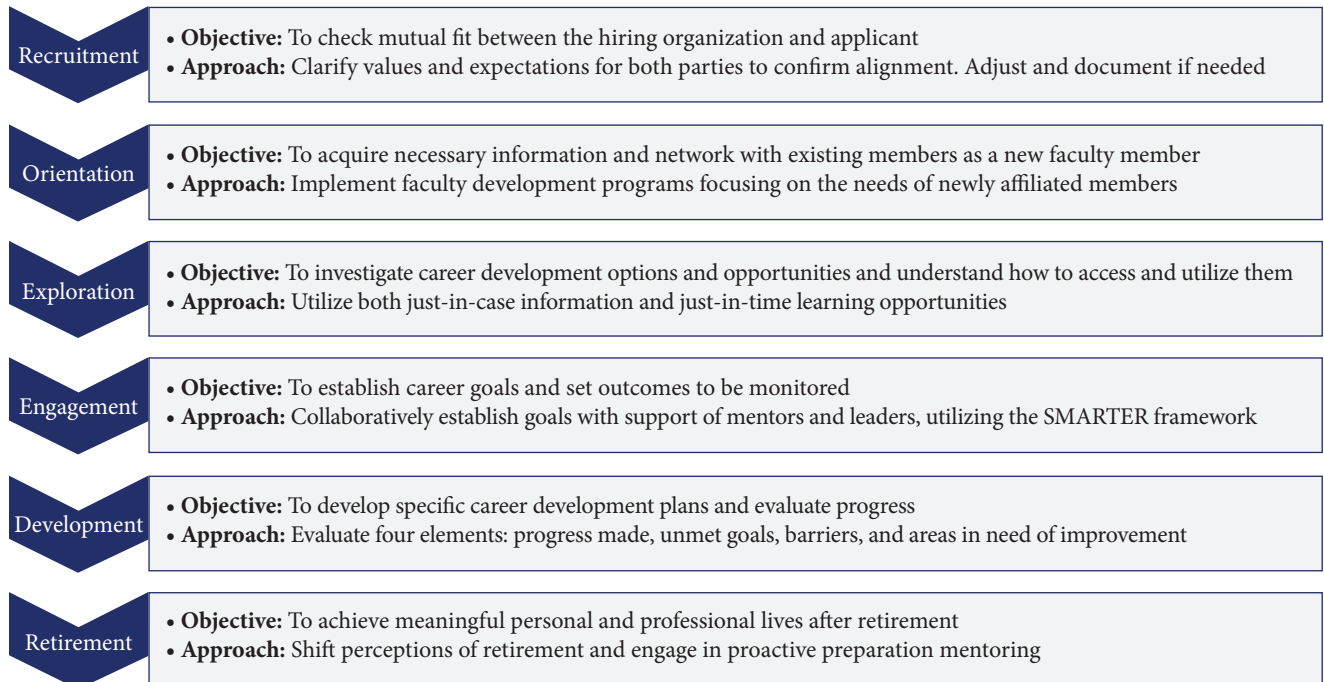 Recruitment
• Objective: To check mutual fit between the hiring organization and applicant
• Approach: Clarify values and expectations for both parties to confirm alignment. Adjust and document if needed
Orientation
• Objective: To acquire necessary information and network with existing members as a new faculty member
• Approach: Implement faculty development programs focusing on the needs of newly affiliated members
Exploration
• Objective: To investigate career development options and opportunities and understand how to access and utilize them
• Approach: Utilize both just-in-case information and just-in-time learning opportunities
Engagement
• Objective: To establish career goals and set outcomes to be monitored
• Approach: Collaboratively establish goals with support of mentors and leaders, utilizing the SMARTER framework
Development
• Objective: To develop specific career development plans and evaluate progress
• Approach: Evaluate four elements: progress made, unmet goals, barriers, and areas in need of improvement
Retirement
• Objective: To achieve meaningful personal and professional lives after retirement
• Approach: Shift perceptions of retirement and engage in proactive preparation mentoring